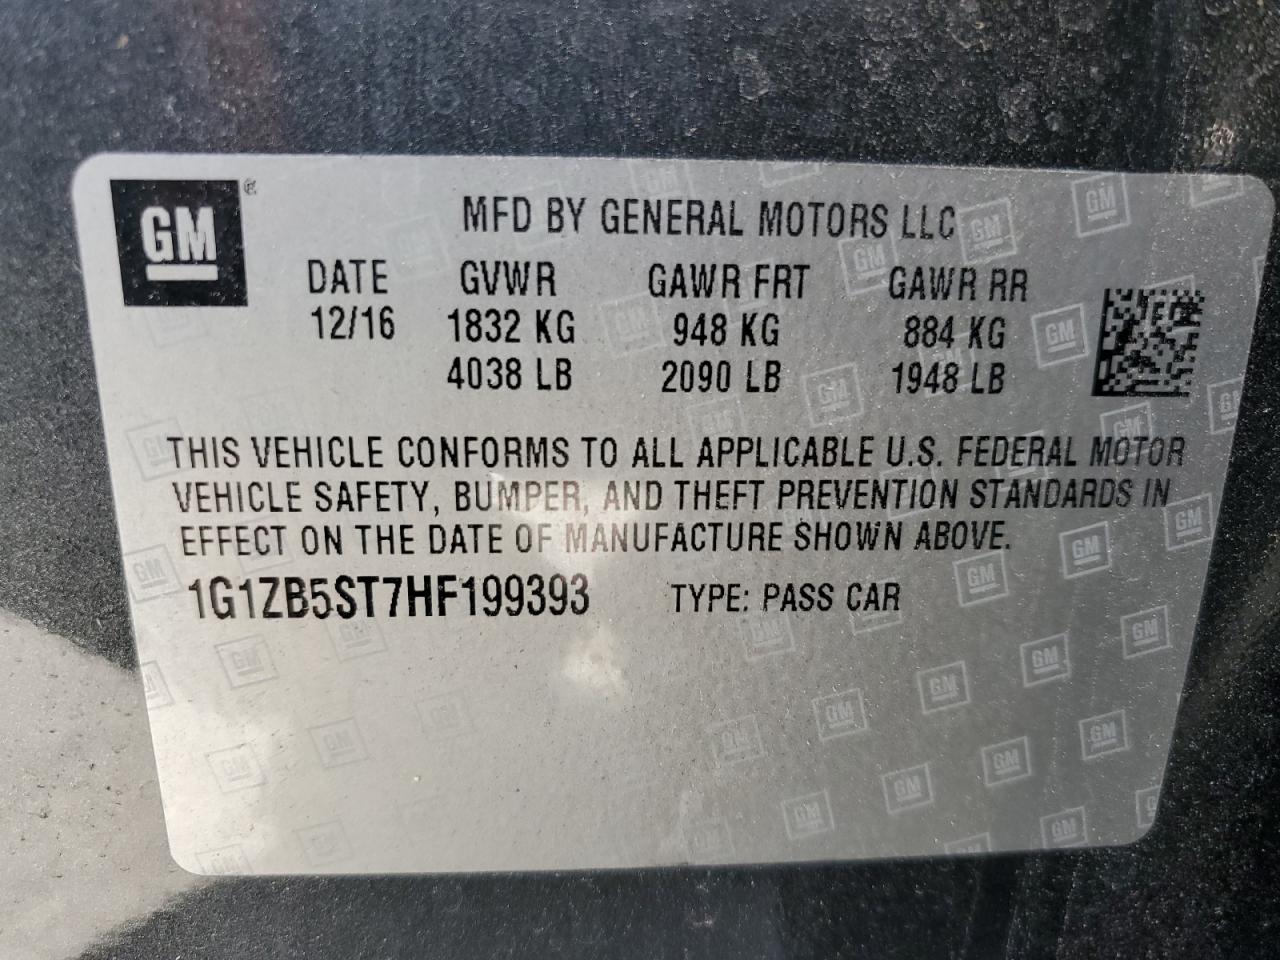 GM ®
MFD BY GENERAL MOTORS LLC
DATE GVWR GAWR FRT GAWR RR
12/16 1832 KG 948 KG 884 KG
4038 LB 2090 LB 1948 LB
THIS VEHICLE CONFORMS TO ALL APPLICABLE U.S. FEDERAL MOTOR
VEHICLE SAFETY, BUMPER, AND THEFT PREVENTION STANDARDS IN
EFFECT ON THE DATE OF MANUFACTURE SHOWN ABOVE.
1G1ZB5ST7HF199393 TYPE: PASS CAR